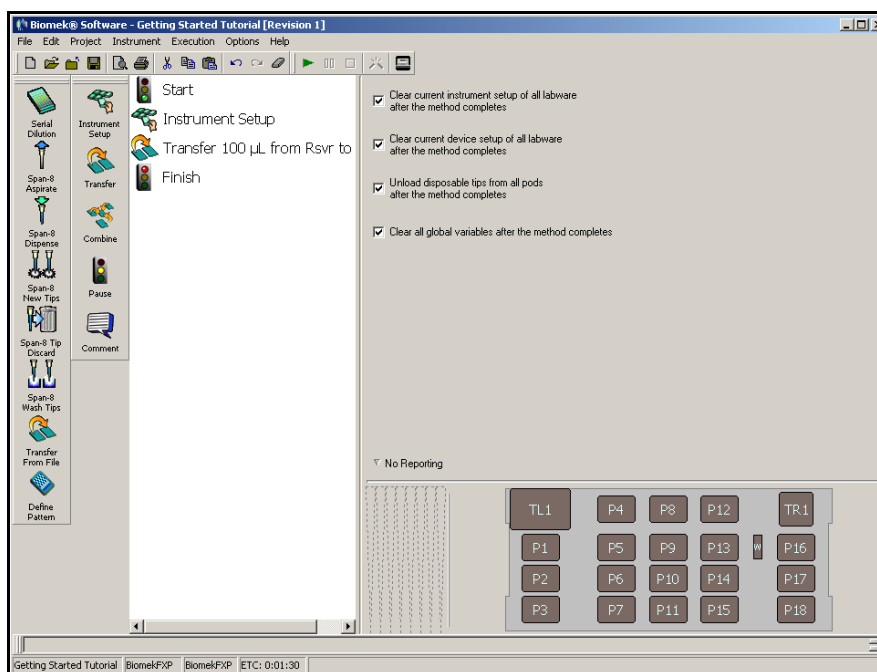 Biomek® Software - Getting Started Tutorial [Revision 1]
File Edit Project Instrument Execution Options Help
Serial
Dilution
Span-8
Aspirate
Span-8
Dispense
Span-8
New Tips
Span-8 Tip
Discard
Span-8
Wash Tips
Transfer
From File
Define
Pattern
Instrument
Setup
Transfer
Combine
Pause
Comment
Start
Instrument Setup
Transfer 100 µL from Rsvr to
Finish
Clear current instrument setup of all labware
after the method completes
Clear current device setup of all labware
after the method completes
Unload disposable tips from all pods
after the method completes
Clear all global variables after the method completes
No Reporting
TL1 P4 P8 P12 TR1
P1 P5 P9 P13 W P16
P2 P6 P10 P14 P17
P3 P7 P11 P15 P18
Getting Started Tutorial BiomekFXP BiomekFXP ETC: 0:01:30